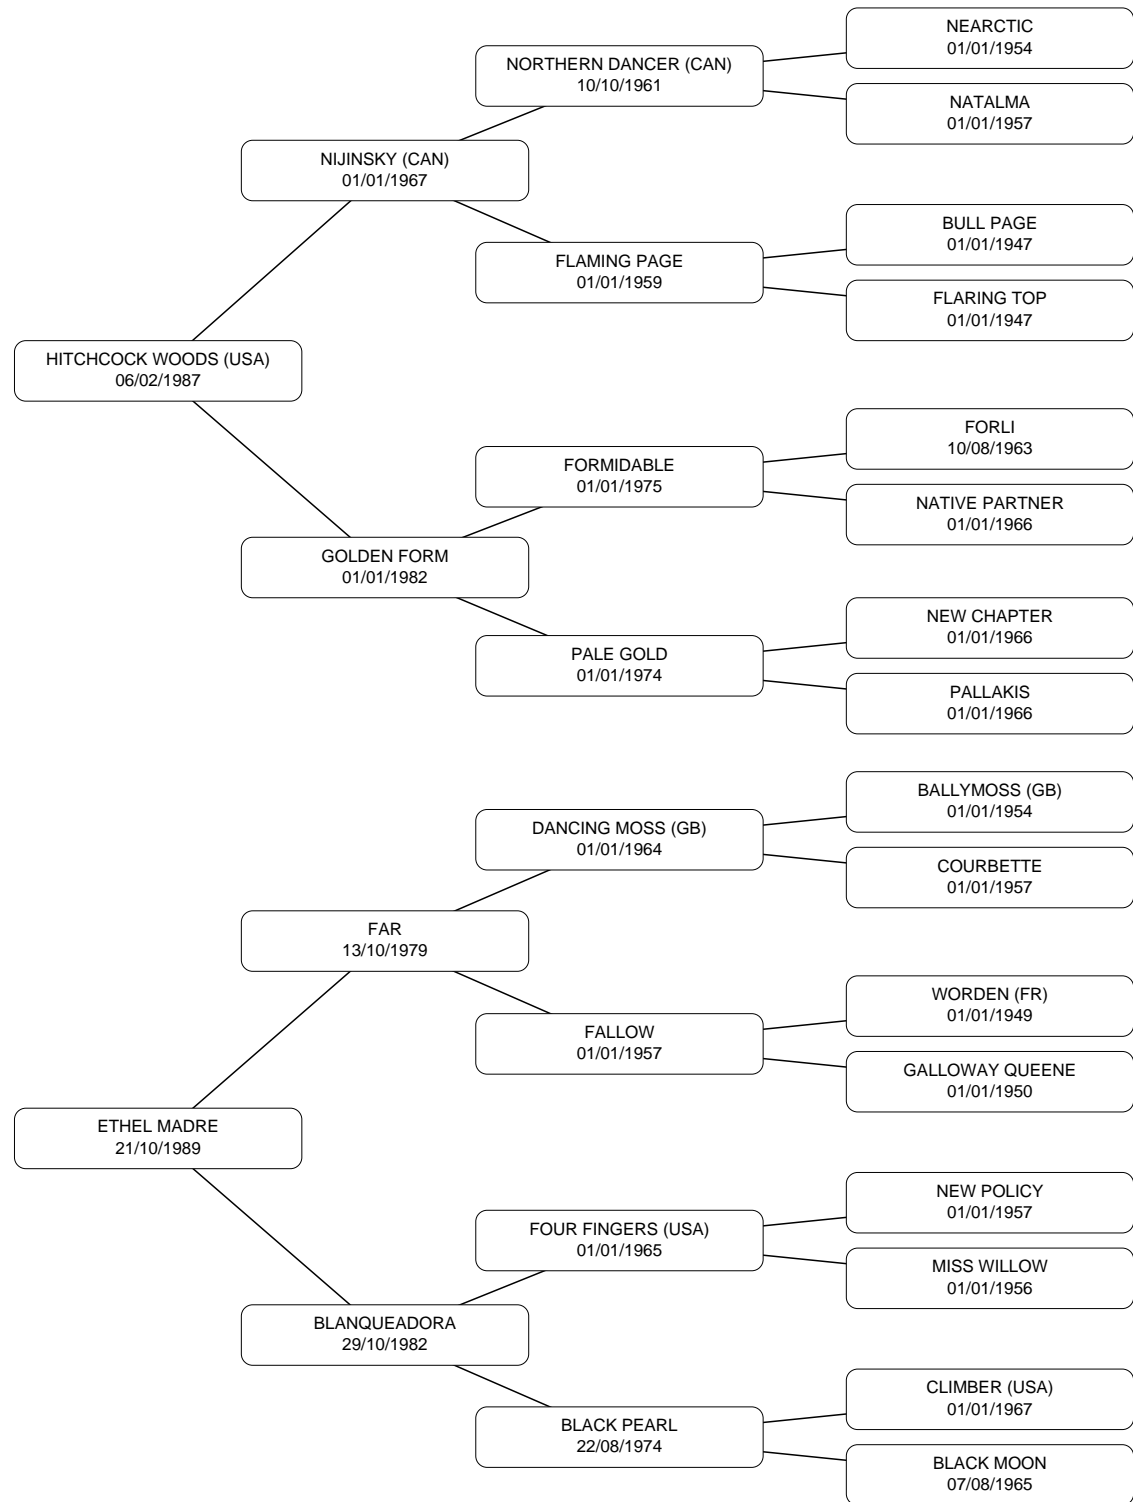 NEARCTIC
01/01/1954
NORTHERN DANCER (CAN)
10/10/1961
NATALMA
01/01/1957
NIJINSKY (CAN)
01/01/1967
BULL PAGE
01/01/1947
FLAMING PAGE
01/01/1959
FLARING TOP
01/01/1947
HITCHCOCK WOODS (USA)
06/02/1987
FORLI
10/08/1963
FORMIDABLE
01/01/1975
NATIVE PARTNER
01/01/1966
GOLDEN FORM
01/01/1982
NEW CHAPTER
01/01/1966
PALE GOLD
01/01/1974
PALLAKIS
01/01/1966
BALLYMOSS (GB)
01/01/1954
DANCING MOSS (GB)
01/01/1964
COURBETTE
01/01/1957
FAR
13/10/1979
WORDEN (FR)
01/01/1949
FALLOW
01/01/1957
GALLOWAY QUEENE
01/01/1950
ETHEL MADRE
21/10/1989
NEW POLICY
01/01/1957
FOUR FINGERS (USA)
01/01/1965
MISS WILLOW
01/01/1956
BLANQUEADORA
29/10/1982
CLIMBER (USA)
01/01/1967
BLACK PEARL
22/08/1974
BLACK MOON
07/08/1965